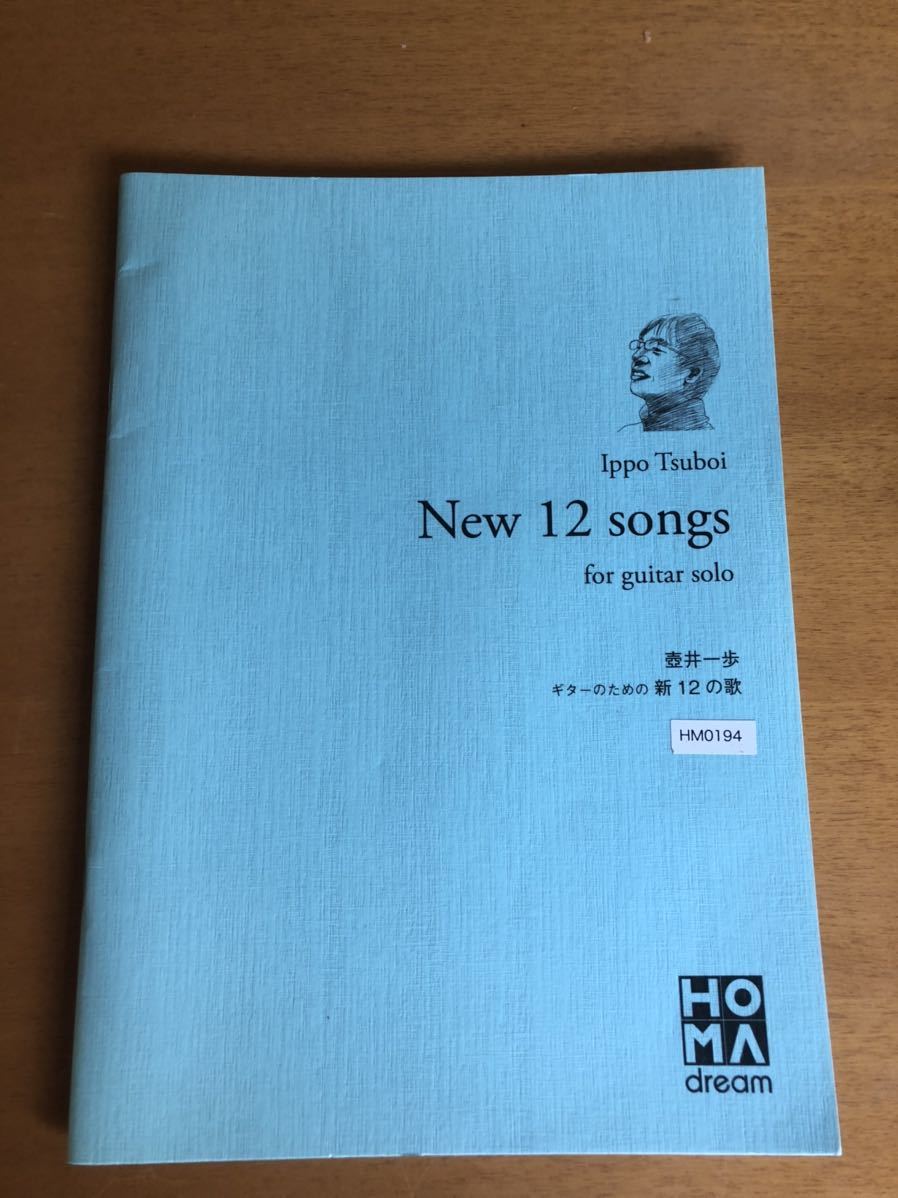 Ippo Tsuboi
New 12 songs
for guitar solo
壺井一歩
ギターのための 新 12 の歌
HM0194
HO
MA
dream